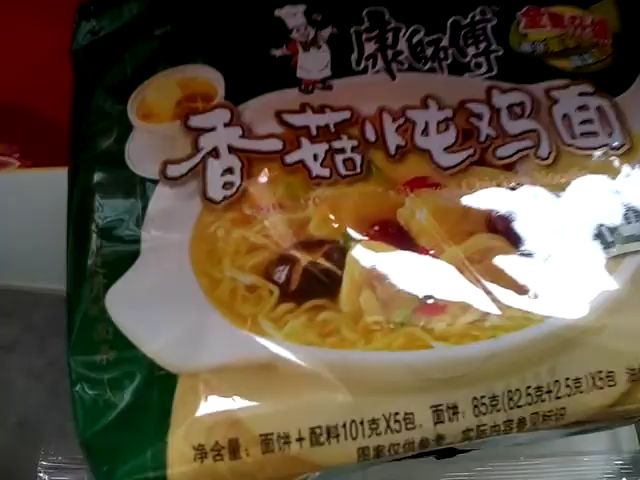 康师傅
香菇炖鸡面
净含量：面饼+配料101克X5包，面饼：85克(82.5克+2.5克)X5包
图案仅供参考，实际内容参见标识